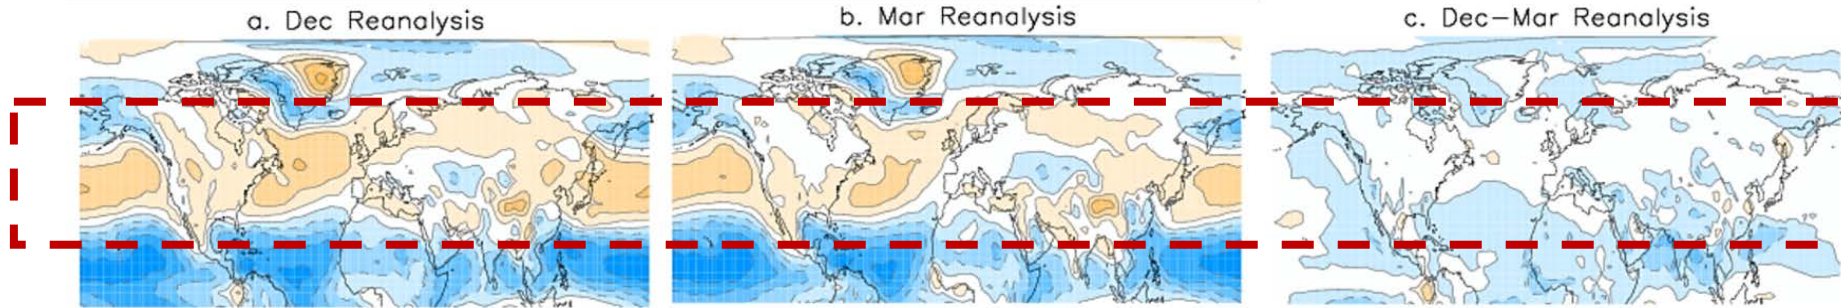 a. Dec Reanalysis
b. Mar Reanalysis
c. Dec−Mar Reanalysis